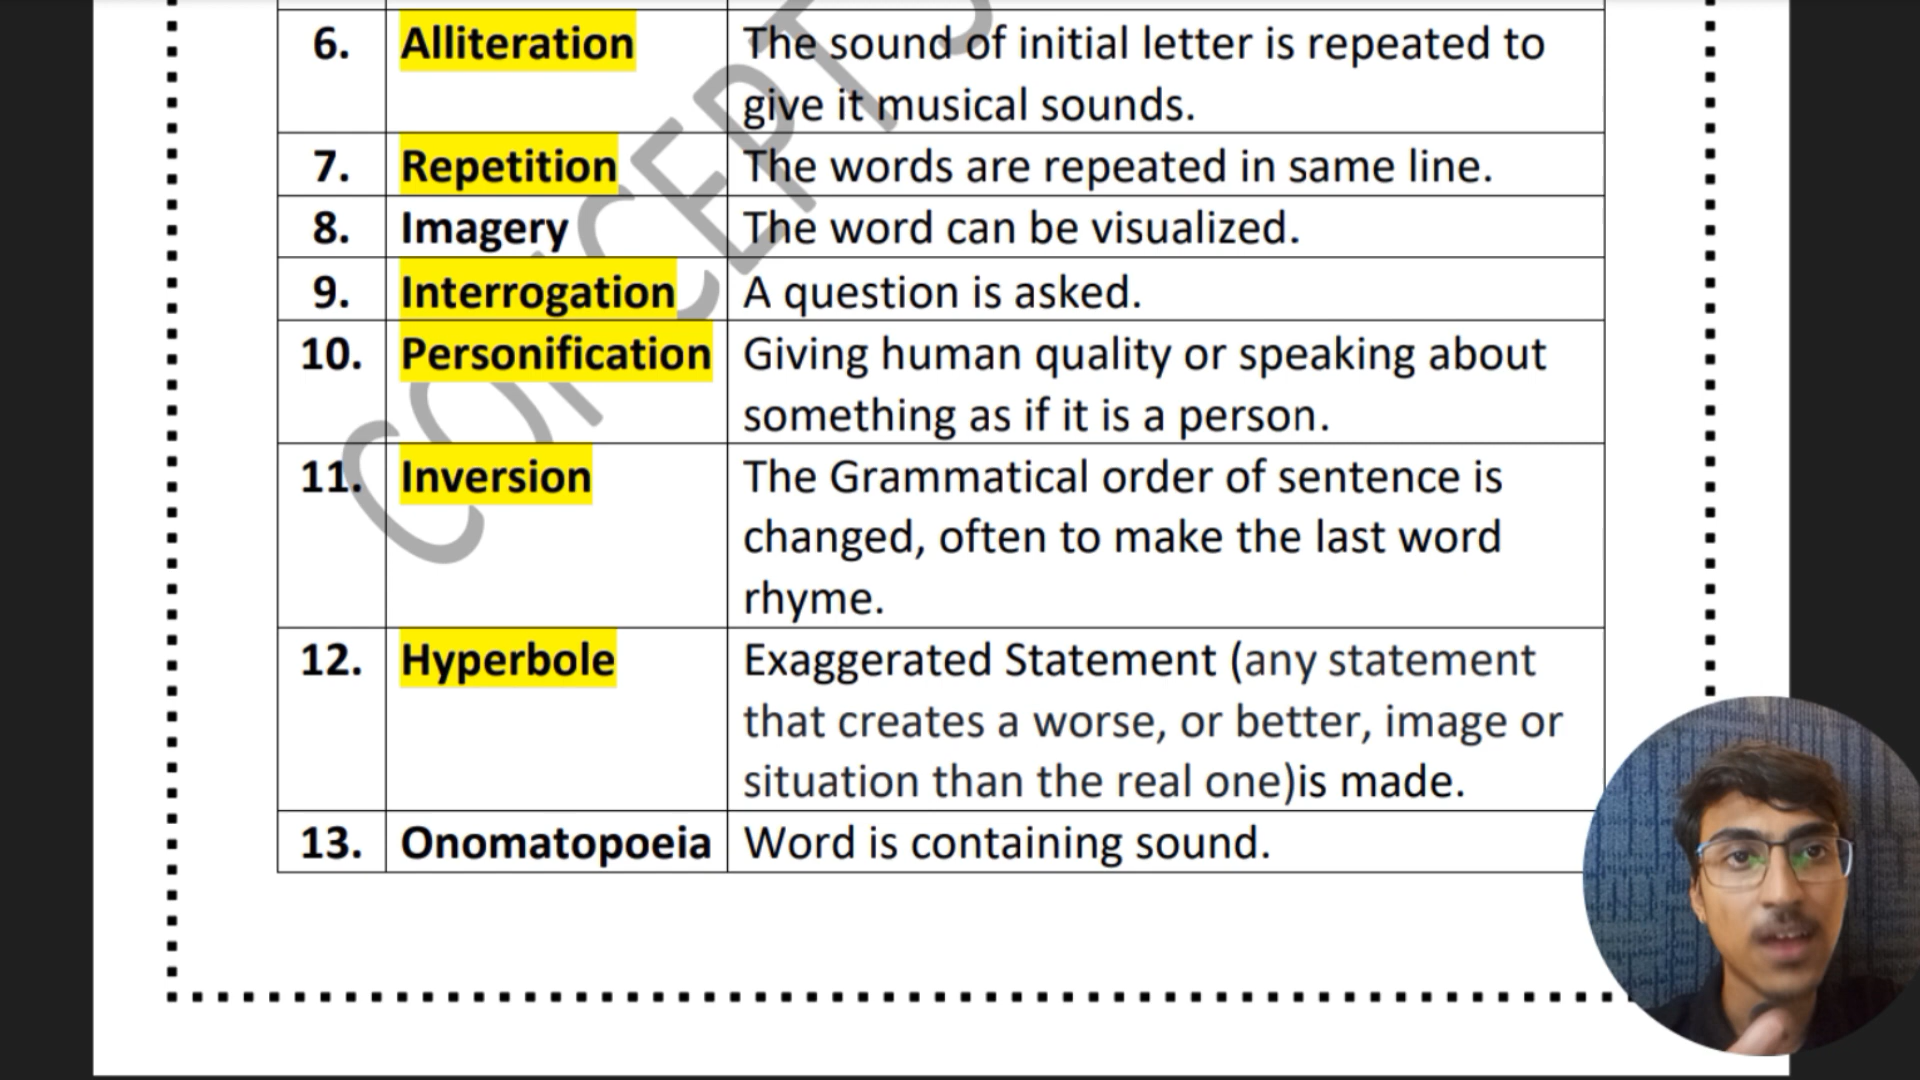 6. Alliteration The sound of initial letter is repeated to
give it musical sounds.
7. Repetition The words are repeated in same line.
8. Imagery The word can be visualized.
9. Interrogation A question is asked.
10. Personification Giving human quality or speaking about
something as if it is a person.
11. Inversion The Grammatical order of sentence is
changed, often to make the last word
rhyme.
12. Hyperbole Exaggerated Statement (any statement
that creates a worse, or better, image or
situation than the real one)is made.
13. Onomatopoeia Word is containing sound.
CONCEPT